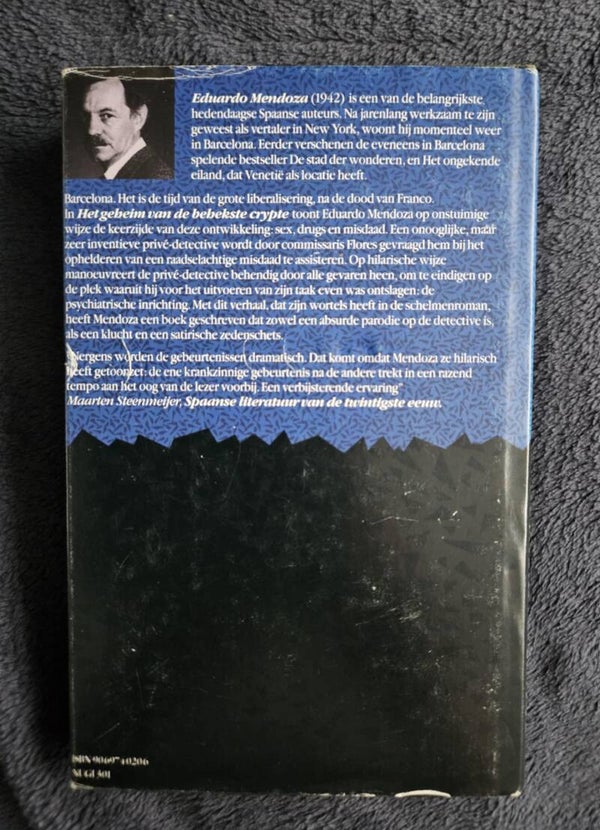 Eduardo Mendoza (1942) is een van de belangrijkste
hedendaagse Spaanse auteurs. Na jarenlang werkzaam te zijn
geweest als vertaler in New York, woont hij momenteel weer
in Barcelona. Eerder verschenen de eveneens in Barcelona
spelende bestseller De stad der wonderen, en Het ongekende
eiland, dat Venetië als locatie heeft.
Barcelona. Het is de tijd van de grote liberalisering, na de dood van Franco.
In Het geheim van de behekste crypte toont Eduardo Mendoza op onstuimige
wijze de keerzijde van deze ontwikkeling: sex, drugs en misdaad. Een onooglijke, maar
zeer inventieve privé-detective wordt door commissaris Flores gevraagd hem bij het
ophelderen van een raadselachtige misdaad te assisteren. Op hilarische wijze
manoeuvreert de privé-detective behendig door alle gevaren heen, om te eindigen op
de plek waaruit hij voor het uitvoeren van zijn taak even was ontslagen: de
psychiatrische inrichting. Met dit verhaal, dat zijn wortels heeft in de schelmenroman,
heeft Mendoza een boek geschreven dat zowel een absurde parodie op de detective is,
als een klucht en een satirische zedenschets.
"Nergens worden de gebeurtenissen dramatisch. Dat komt omdat Mendoza ze hilarisch
heeft getoonzet: de ene krankzinnige gebeurtenis na de andere trekt in een razend
tempo aan het oog van de lezer voorbij. Een verbijsterende ervaring"
Maarten Steenmeijer, Spaanse literatuur van de twintigste eeuw.
ISBN 90 6974 020 6
NUGI 301